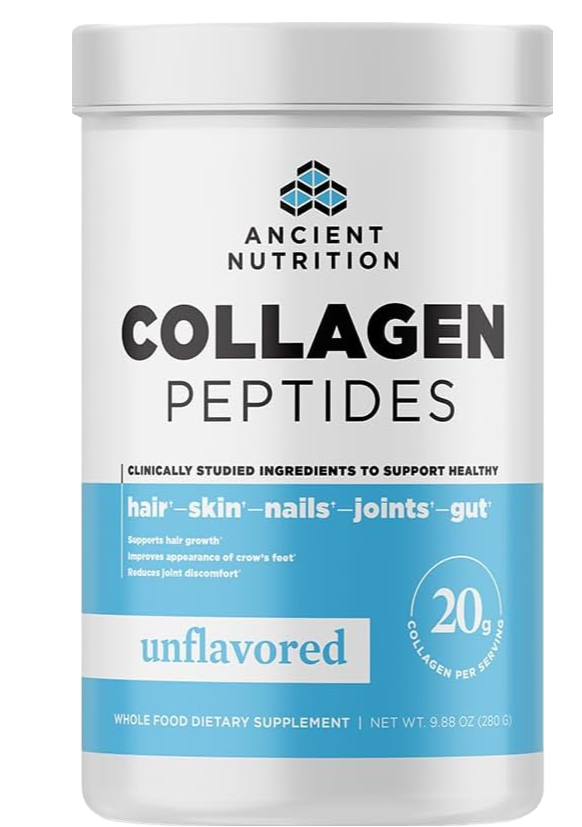 ANCIENT
NUTRITION
COLLAGEN
PEPTIDES
CLINICALLY STUDIED INGREDIENTS TO SUPPORT HEALTHY
hair†–skin†–nails†–joints†–gut†
Supports hair growth†
Improves appearance of crow's feet†
Reduces joint discomfort†
20g
COLLAGEN PER SERVING
unflavored
WHOLE FOOD DIETARY SUPPLEMENT | NET WT. 9.88 OZ (280 G)